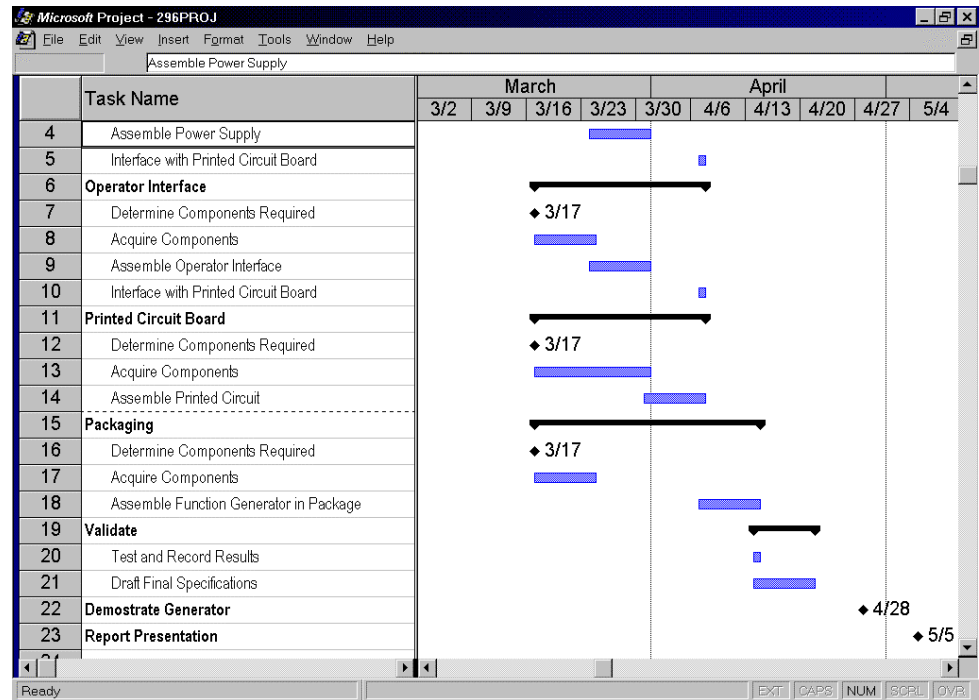 Microsoft Project - 296PROJ
File Edit View Insert Format Tools Window Help
Assemble Power Supply
Task Name
March April
3/2 3/9 3/16 3/23 3/30 4/6 4/13 4/20 4/27 5/4
4 Assemble Power Supply
5 Interface with Printed Circuit Board
6 Operator Interface
7 Determine Components Required 3/17
8 Acquire Components
9 Assemble Operator Interface
10 Interface with Printed Circuit Board
11 Printed Circuit Board
12 Determine Components Required 3/17
13 Acquire Components
14 Assemble Printed Circuit
15 Packaging
16 Determine Components Required 3/17
17 Acquire Components
18 Assemble Function Generator in Package
19 Validate
20 Test and Record Results
21 Draft Final Specifications
22 Demostrate Generator 4/28
23 Report Presentation 5/5
Ready EXT CAPS NUM SCRL OVR